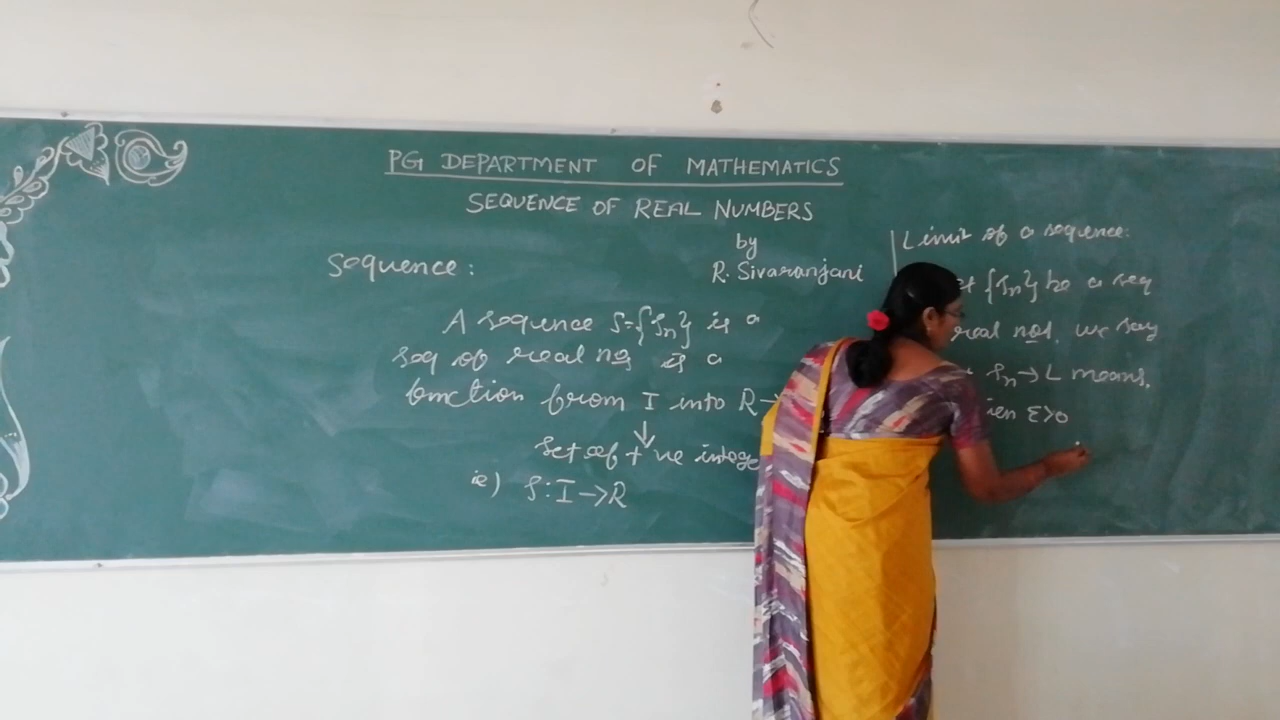 PG DEPARTMENT OF MATHEMATICS
SEQUENCE OF REAL NUMBERS
by
R. Sivaranjani
Sequence :
A sequence S={Sn} is a
seq of real nos is a
function from I into R→
↓
Set of +ve intege
ie) S : I → R
Limit of a sequence:
{Sn} be a seq
real nos, we say
Sn → L means,
ε>0